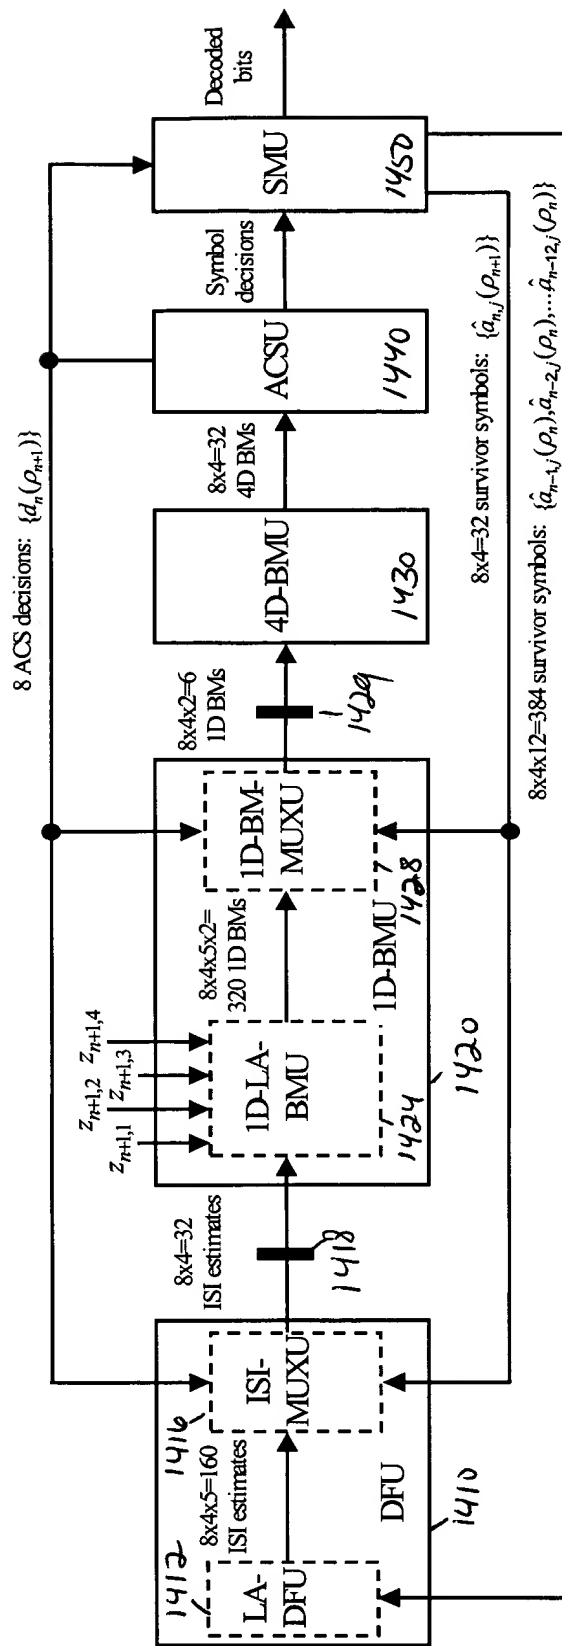 8 ACS decisions: {d_n(ρ_{n+1})}
1412
LA-
DFU
8x4x5=160
ISI estimates
1416
ISI-
MUXU
DFU
1410
8x4=32
ISI estimates
1418
z_{n+1,1}
z_{n+1,2}
z_{n+1,3}
z_{n+1,4}
1D-LA-
BMU
1424
8x4x5x2=
320 1D BMs
1D-BM-
MUXU
1428
1D-BMU
1420
8x4x2=6
1D BMs
1429
4D-BMU
1430
8x4=32
4D BMs
ACSU
1440
Symbol
decisions
SMU
1450
Decoded
bits
8x4=32 survivor symbols: {â_{n,j}(ρ_{n+1})}
8x4x12=384 survivor symbols: {â_{n-1,j}(ρ_n),â_{n-2,j}(ρ_n),...â_{n-12,j}(ρ_n)}